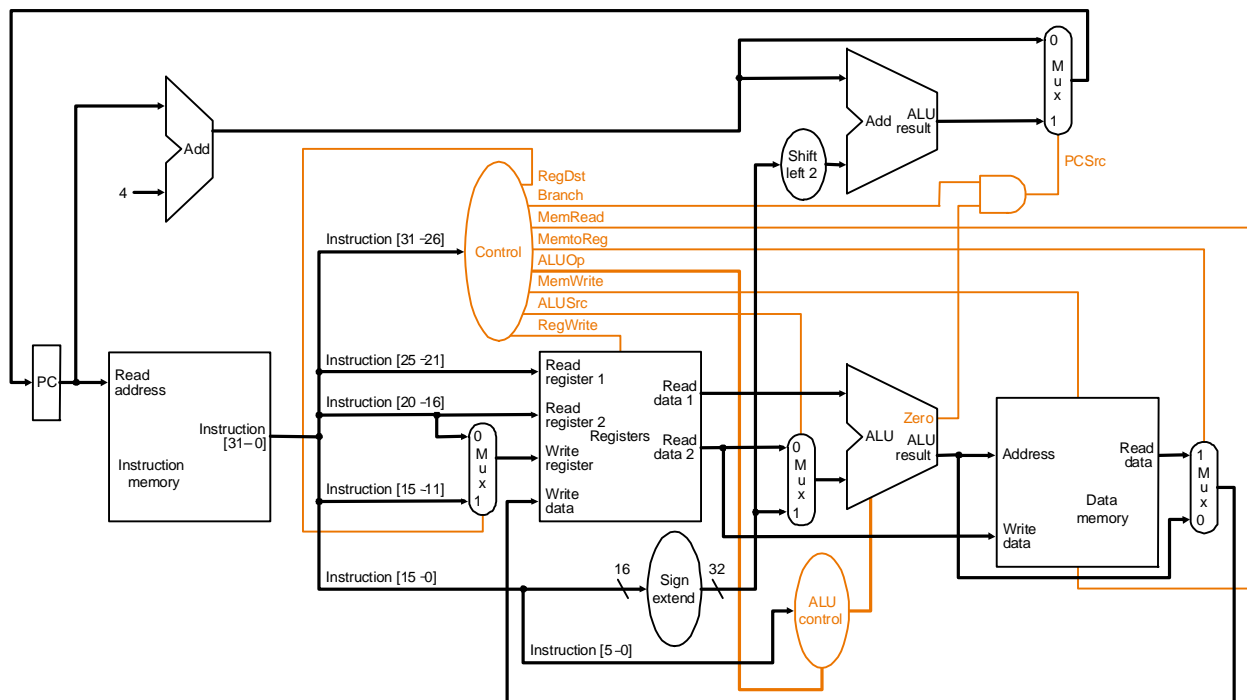 0
M
u
x
1
Add
ALU
result
Add
Shift
left 2
PCSrc
4
RegDst
Branch
MemRead
MemtoReg
ALUOp
MemWrite
ALUSrc
RegWrite
Control
Instruction [31–26]
PC
Read
address
Instruction
[31–0]
Instruction
memory
Instruction [25–21]
Instruction [20–16]
Instruction [15–11]
0
M
u
x
1
Read
register 1
Read
register 2
Write
register
Write
data
Registers
Read
data 1
Read
data 2
0
M
u
x
1
Zero
ALU
ALU
result
Address
Write
data
Read
data
Data
memory
1
M
u
x
0
Instruction [15–0]
16
Sign
extend
32
ALU
control
Instruction [5–0]